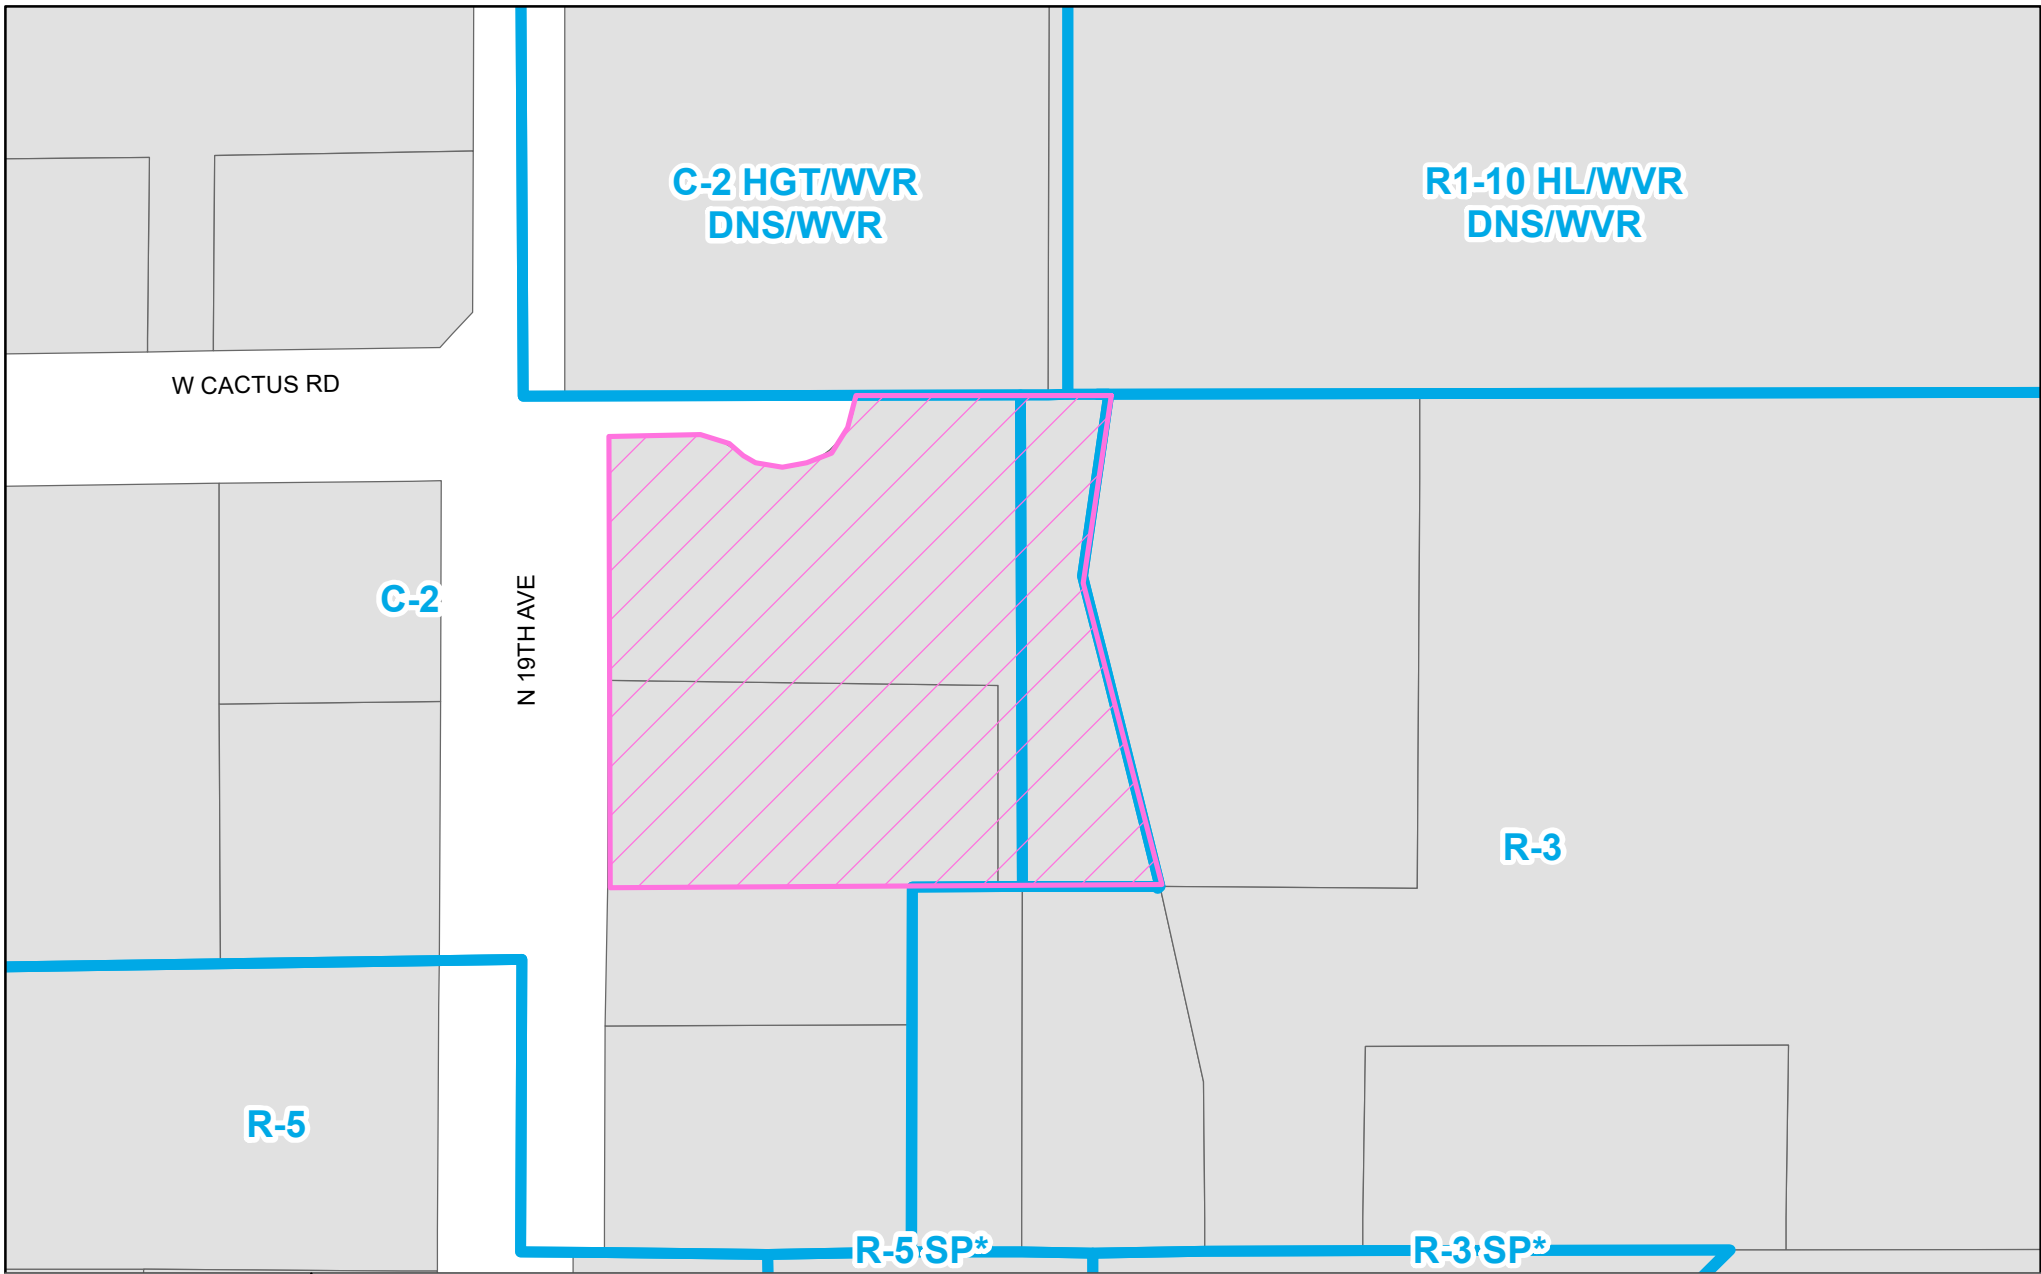 C-2 HGT/WVR
DNS/WVR
R1-10 HL/WVR
DNS/WVR
W CACTUS RD
C-2
N 19TH AVE
R-3
R-5
R-5 SP*
R-3 SP*